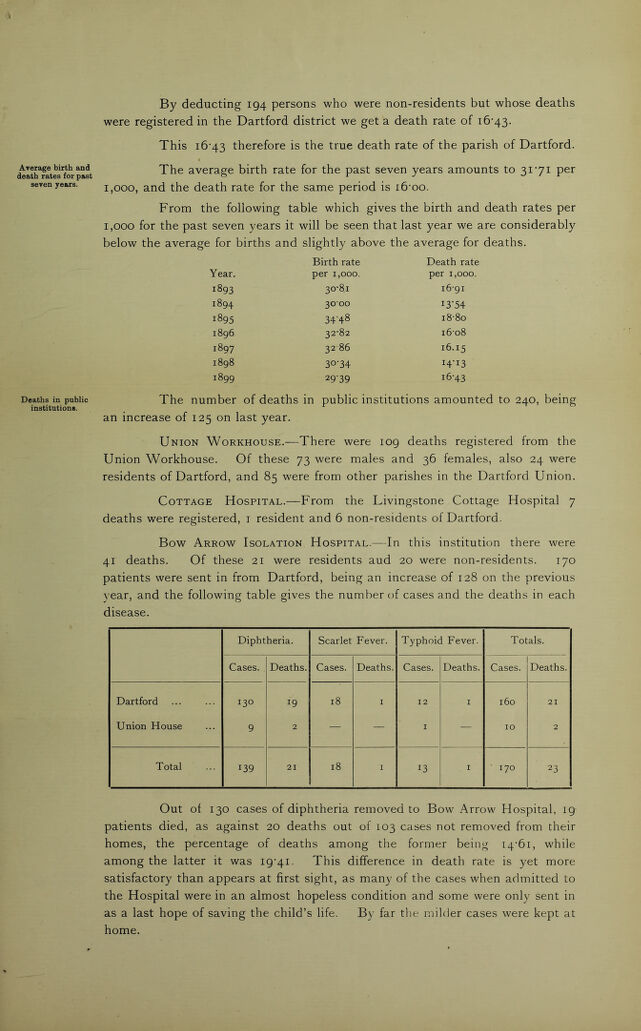 By deducting 194 persons who were non-residents but whose deaths
were registered in the Dartford district we get a death rate of 16·43.
This 16·43 therefore is the true death rate of the parish of Dartford.
Average birth and
death rates for past
seven years.
The average birth rate for the past seven years amounts to 31·71 per
1,000, and the death rate for the same period is 16·00.
From the following table which gives the birth and death rates per
1,000 for the past seven years it will be seen that last year we are considerably
below the average for births and slightly above the average for deaths.
Birth rate Death rate
Year. per 1,000. per 1,000.
1893 30·81 16·91
1894 30·00 13·54
1895 34·48 18·80
1896 32·82 16·08
1897 32 86 16.15
1898 30·34 14·13
1899 29·39 16·43
Deaths in public
institutions.
The number of deaths in public institutions amounted to 240, being
an increase of 125 on last year.
Union Workhouse.—There were 109 deaths registered from the
Union Workhouse. Of these 73 were males and 36 females, also 24 were
residents of Dartford, and 85 were from other parishes in the Dartford Union.
Cottage Hospital.—From the Livingstone Cottage Hospital 7
deaths were registered, 1 resident and 6 non-residents of Dartford.
Bow Arrow Isolation Hospital.—In this institution there were
41 deaths. Of these 21 were residents aud 20 were non-residents. 170
patients were sent in from Dartford, being an increase of 128 on the previous
year, and the following table gives the number of cases and the deaths in each
disease.
Diphtheria. Scarlet Fever. Typhoid Fever. Totals.
Cases. Deaths. Cases. Deaths. Cases. Deaths. Cases. Deaths.
Dartford ... ... 130 19 18 1 12 1 160 21
Union House ... 9 2 — — 1 — 10 2
Total ... 139 21 18 1 13 1 170 23
Out of 130 cases of diphtheria removed to Bow Arrow Hospital, 19
patients died, as against 20 deaths out of 103 cases not removed from their
homes, the percentage of deaths among the former being 14·61, while
among the latter it was 19·41. This difference in death rate is yet more
satisfactory than appears at first sight, as many of the cases when admitted to
the Hospital were in an almost hopeless condition and some were only sent in
as a last hope of saving the child's life. By far the milder cases were kept at
home.